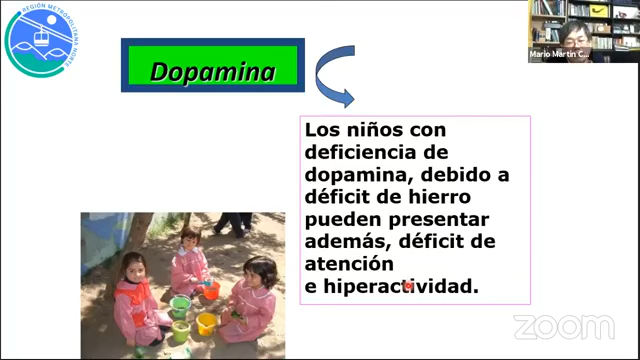 REGIÓN METROPOLITANA NORTE
Mario Martin C...
Dopamina
Los niños con
deficiencia de
dopamina, debido a
déficit de hierro
pueden presentar
además, déficit de
atención
e hiperactividad.
zoom